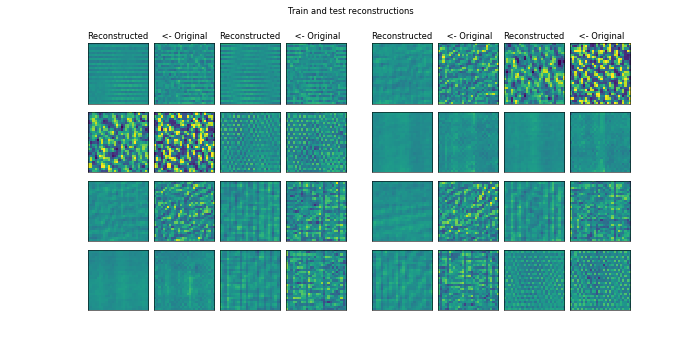 Train and test reconstructions
Reconstructed <- Original Reconstructed <- Original Reconstructed <- Original Reconstructed <- Original